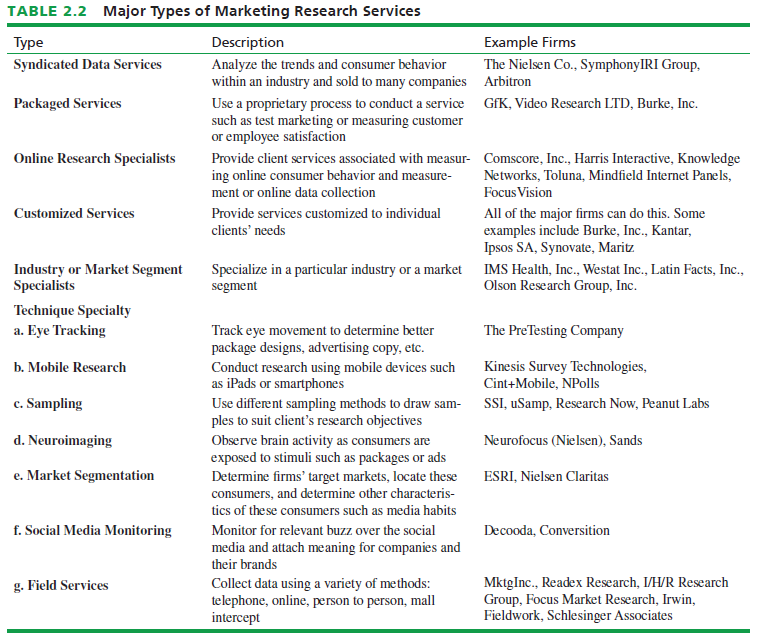 TABLE 2.2 Major Types of Marketing Research Services
Type Description Example Firms
Syndicated Data Services Analyze the trends and consumer behavior The Nielsen Co., SymphonyIRI Group,
within an industry and sold to many companies Arbitron
Packaged Services Use a proprietary process to conduct a service GfK, Video Research LTD, Burke, Inc.
such as test marketing or measuring customer
or employee satisfaction
Online Research Specialists Provide client services associated with measur- Comscore, Inc., Harris Interactive, Knowledge
ing online consumer behavior and measure- Networks, Toluna, Mindfield Internet Panels,
ment or online data collection FocusVision
Customized Services Provide services customized to individual All of the major firms can do this. Some
clients' needs examples include Burke, Inc., Kantar,
Ipsos SA, Synovate, Maritz
Industry or Market Segment Specialize in a particular industry or a market IMS Health, Inc., Westat Inc., Latin Facts, Inc.,
Specialists segment Olson Research Group, Inc.
Technique Specialty
a. Eye Tracking Track eye movement to determine better The PreTesting Company
package designs, advertising copy, etc.
b. Mobile Research Conduct research using mobile devices such Kinesis Survey Technologies,
as iPads or smartphones Cint+Mobile, NPolls
c. Sampling Use different sampling methods to draw sam- SSI, uSamp, Research Now, Peanut Labs
ples to suit client's research objectives
d. Neuroimaging Observe brain activity as consumers are Neurofocus (Nielsen), Sands
exposed to stimuli such as packages or ads
e. Market Segmentation Determine firms' target markets, locate these ESRI, Nielsen Claritas
consumers, and determine other characteris-
tics of these consumers such as media habits
f. Social Media Monitoring Monitor for relevant buzz over the social Decooda, Conversition
media and attach meaning for companies and
their brands
g. Field Services Collect data using a variety of methods: MktgInc., Readex Research, I/H/R Research
telephone, online, person to person, mall Group, Focus Market Research, Irwin,
intercept Fieldwork, Schlesinger Associates